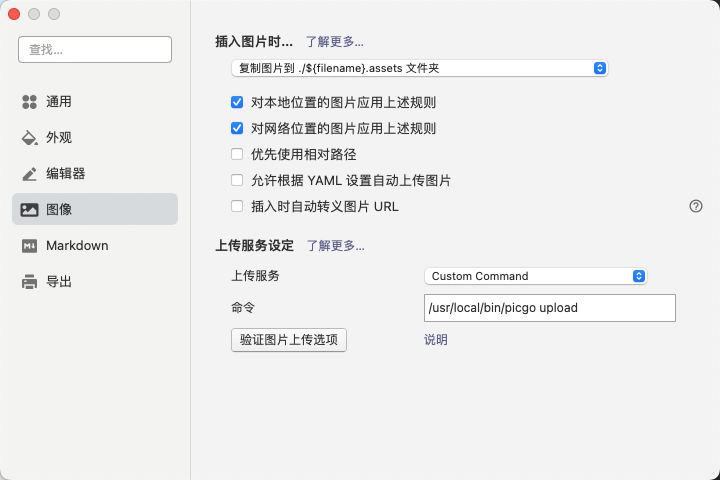 查找...
通用
外观
编辑器
图像
Markdown
导出
插入图片时... 了解更多...
复制图片到 ./${filename}.assets 文件夹
对本地位置的图片应用上述规则
对网络位置的图片应用上述规则
优先使用相对路径
允许根据 YAML 设置自动上传图片
插入时自动转义图片 URL
上传服务设定 了解更多...
上传服务 Custom Command
命令 /usr/local/bin/picgo upload
验证图片上传选项 说明